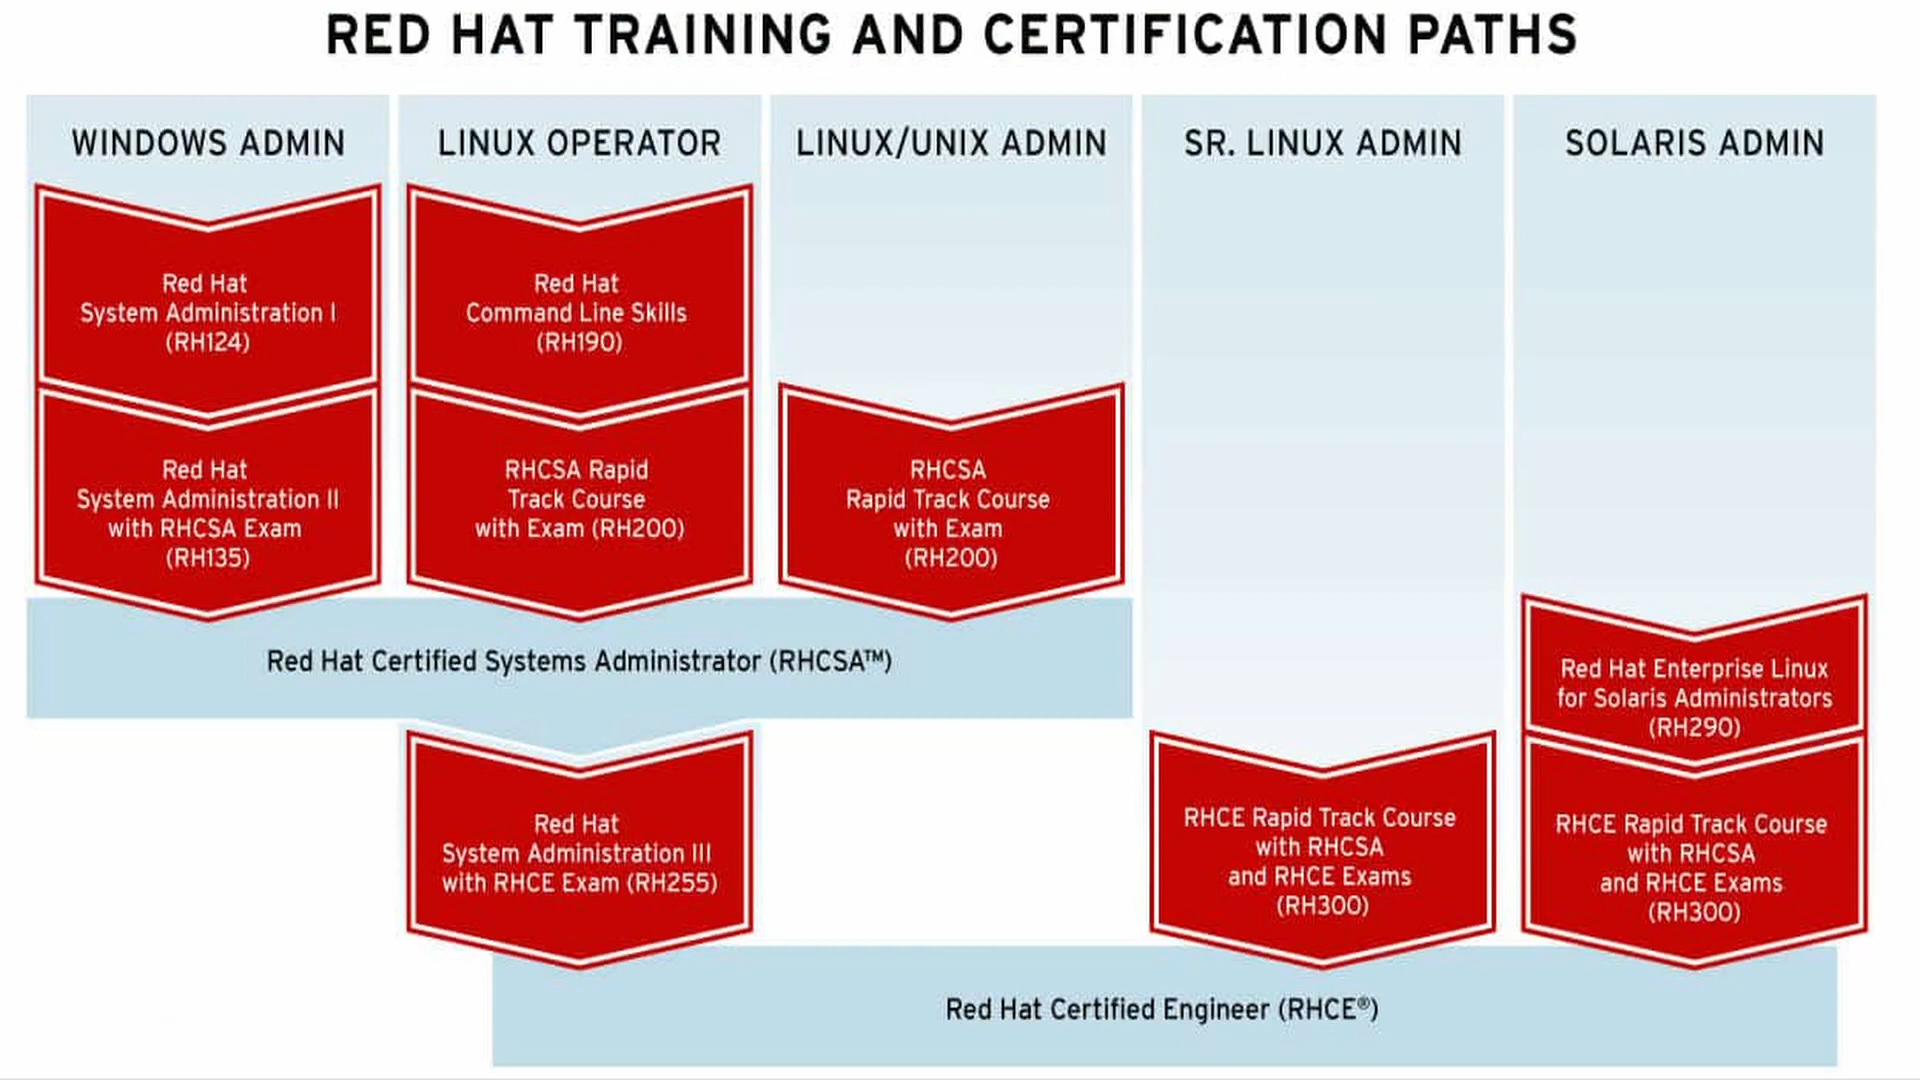 RED HAT TRAINING AND CERTIFICATION PATHS
WINDOWS ADMIN
Red Hat
System Administration I
(RH124)
Red Hat
System Administration II
with RHCSA Exam
(RH135)
LINUX OPERATOR
Red Hat
Command Line Skills
(RH190)
RHCSA Rapid
Track Course
with Exam (RH200)
LINUX/UNIX ADMIN
RHCSA
Rapid Track Course
with Exam
(RH200)
Red Hat Certified Systems Administrator (RHCSA™)
Red Hat
System Administration III
with RHCE Exam (RH255)
SR. LINUX ADMIN
RHCE Rapid Track Course
with RHCSA
and RHCE Exams
(RH300)
SOLARIS ADMIN
Red Hat Enterprise Linux
for Solaris Administrators
(RH290)
RHCE Rapid Track Course
with RHCSA
and RHCE Exams
(RH300)
Red Hat Certified Engineer (RHCE®)